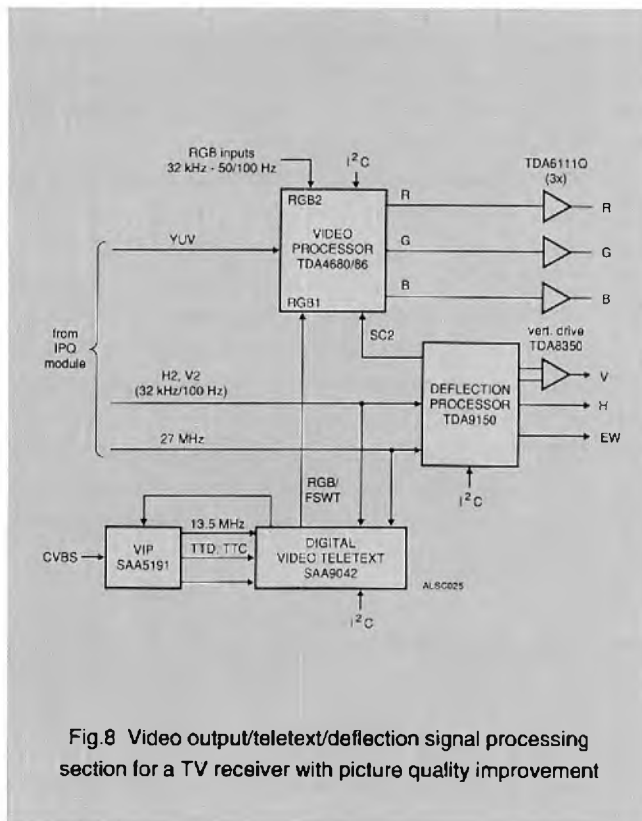 RGB inputs
32 kHz - 50/100 Hz
I²C
TDA6111Q
(3x)
RGB2
R
R
VIDEO
PROCESSOR
TDA4680/86
YUV
G
G
B
B
RGB1
SC2
vert. drive
TDA8350
from
IPQ
module
H2, V2
(32 kHz/100 Hz)
DEFLECTION
PROCESSOR
TDA9150
V
H
EW
27 MHz
RGB/
FSWT
I²C
13.5 MHz
CVBS
VIP
SAA5191
TTD, TTC
DIGITAL
VIDEO TELETEXT
SAA9042
ALSC025
I²C
Fig.8 Video output/teletext/deflection signal processing
section for a TV receiver with picture quality improvement